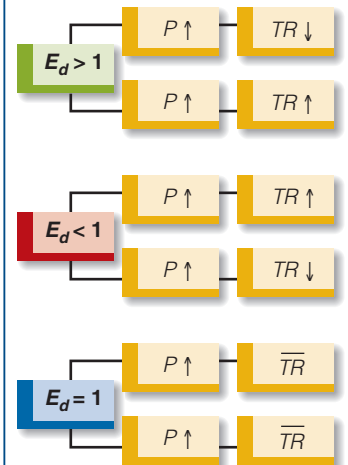 P ↑ TR ↓
E_d > 1
P ↑ TR ↑
P ↑ TR ↑
E_d < 1
P ↑ TR ↓
P ↑ T̅R̅
E_d = 1
P ↑ T̅R̅